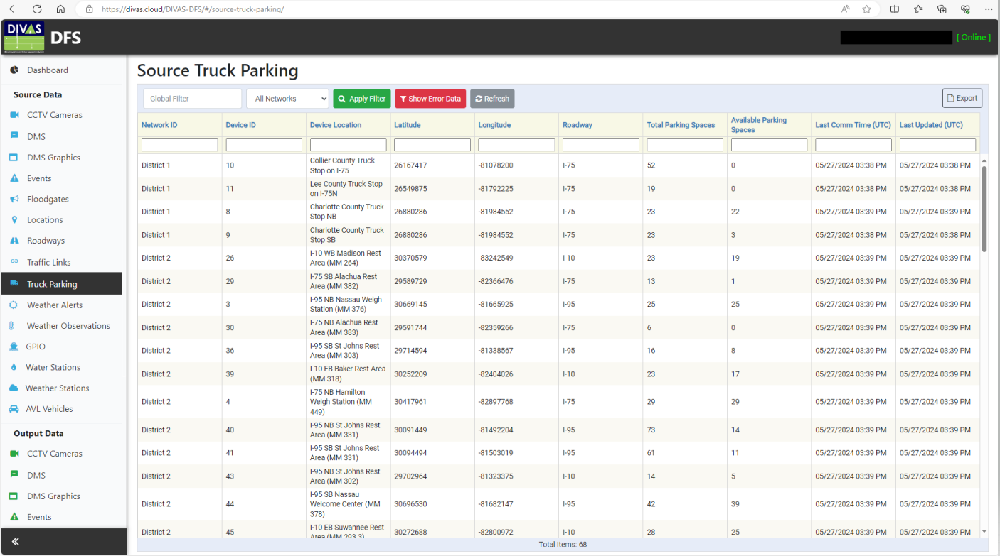 https://divas.cloud/DIVAS-DFS/#/source-truck-parking/
DIVAS
DFS
[ Online ]
Dashboard
Source Data
CCTV Cameras
DMS
DMS Graphics
Events
Floodgates
Locations
Roadways
Traffic Links
Truck Parking
Weather Alerts
Weather Observations
GPIO
Water Stations
Weather Stations
AVL Vehicles
Output Data
CCTV Cameras
DMS
DMS Graphics
Events
Source Truck Parking
Global Filter All Networks Apply Filter Show Error Data Refresh Export
Network ID Device ID Device Location Latitude Longitude Roadway Total Parking Spaces Available Parking Spaces Last Comm Time (UTC) Last Updated (UTC)
District 1 10 Collier County Truck Stop on I-75 26167417 -81078200 I-75 52 0 05/27/2024 03:38 PM 05/27/2024 03:38 PM
District 1 11 Lee County Truck Stop on I-75N 26549875 -81792225 I-75 19 0 05/27/2024 03:38 PM 05/27/2024 03:38 PM
District 1 8 Charlotte County Truck Stop NB 26880286 -81984552 I-75 23 22 05/27/2024 03:39 PM 05/27/2024 03:39 PM
District 1 9 Charlotte County Truck Stop SB 26880286 -81984552 I-75 23 3 05/27/2024 03:38 PM 05/27/2024 03:38 PM
District 2 26 I-10 WB Madison Rest Area (MM 264) 30370579 -83242549 I-10 23 19 05/27/2024 03:39 PM 05/27/2024 03:39 PM
District 2 29 I-75 SB Alachua Rest Area (MM 382) 29589729 -82366476 I-75 13 1 05/27/2024 03:39 PM 05/27/2024 03:39 PM
District 2 3 I-95 NB Nassau Weigh Station (MM 376) 30669145 -81665925 I-95 25 25 05/27/2024 03:39 PM 05/27/2024 03:39 PM
District 2 30 I-75 NB Alachua Rest Area (MM 383) 29591744 -82359266 I-75 6 0 05/27/2024 03:39 PM 05/27/2024 03:39 PM
District 2 36 I-95 SB St Johns Rest Area (MM 303) 29714594 -81338567 I-95 16 8 05/27/2024 03:39 PM 05/27/2024 03:39 PM
District 2 39 I-10 EB Baker Rest Area (MM 318) 30252209 -82404026 I-10 23 17 05/27/2024 03:39 PM 05/27/2024 03:39 PM
District 2 4 I-75 NB Hamilton Weigh Station (MM 449) 30417961 -82897768 I-75 29 29 05/27/2024 03:39 PM 05/27/2024 03:39 PM
District 2 40 I-95 NB St Johns Rest Area (MM 331) 30091449 -81492204 I-95 73 14 05/27/2024 03:39 PM 05/27/2024 03:39 PM
District 2 41 I-95 SB St Johns Rest Area (MM 331) 30094494 -81503019 I-95 61 11 05/27/2024 03:39 PM 05/27/2024 03:39 PM
District 2 43 I-95 NB St Johns Rest Area (MM 302) 29702964 -81323375 I-10 14 5 05/27/2024 03:39 PM 05/27/2024 03:39 PM
District 2 44 I-95 SB Nassau Welcome Center (MM 378) 30696530 -81682147 I-95 42 39 05/27/2024 03:39 PM 05/27/2024 03:39 PM
District 2 45 I-10 EB Suwannee Rest Area (MM 293.3) 30272688 -82800972 I-10 28 25 05/27/2024 03:39 PM 05/27/2024 03:39 PM
Total Items: 68